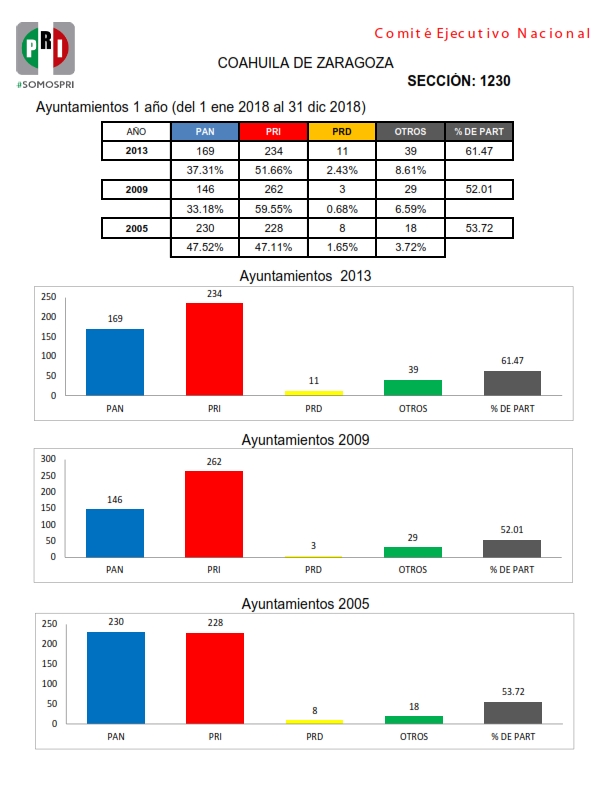 Comité Ejecutivo Nacional
PRI
#SOMOSPRI
COAHUILA DE ZARAGOZA
SECCIÓN: 1230
Ayuntamientos 1 año (del 1 ene 2018 al 31 dic 2018)
AÑO PAN PRI PRD OTROS % DE PART
2013 169 234 11 39 61.47
37.31% 51.66% 2.43% 8.61%
2009 146 262 3 29 52.01
33.18% 59.55% 0.68% 6.59%
2005 230 228 8 18 53.72
47.52% 47.11% 1.65% 3.72%
Ayuntamientos 2013
250
200
150
100
50
0
169
234
11
39
61.47
PAN PRI PRD OTROS % DE PART
Ayuntamientos 2009
300
250
200
150
100
50
0
146
262
3
29
52.01
PAN PRI PRD OTROS % DE PART
Ayuntamientos 2005
250
200
150
100
50
0
230
228
8
18
53.72
PAN PRI PRD OTROS % DE PART